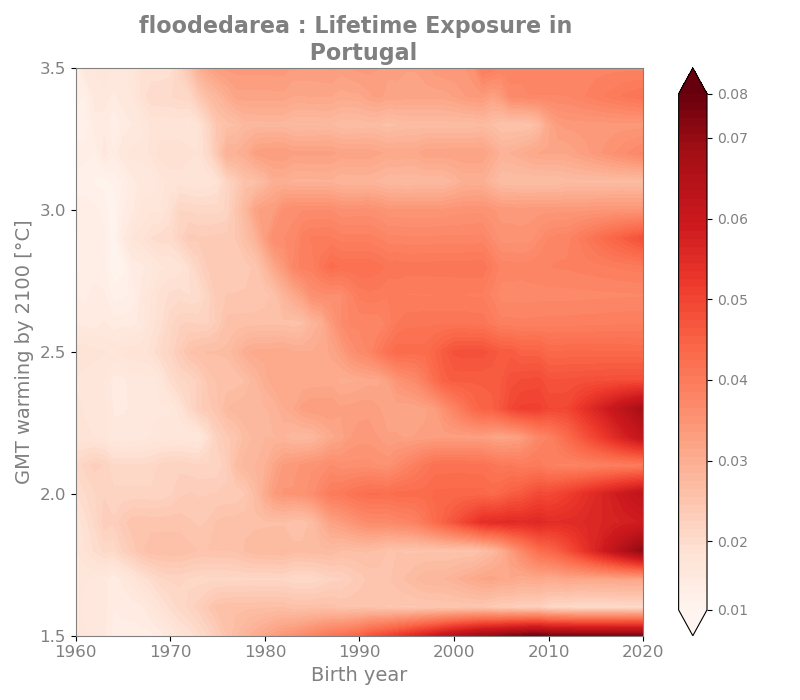 floodedarea : Lifetime Exposure in
Portugal
3.5
3.0
2.5
2.0
1.5
GMT warming by 2100 [°C]
1960 1970 1980 1990 2000 2010 2020
Birth year
0.08
0.07
0.06
0.05
0.04
0.03
0.02
0.01